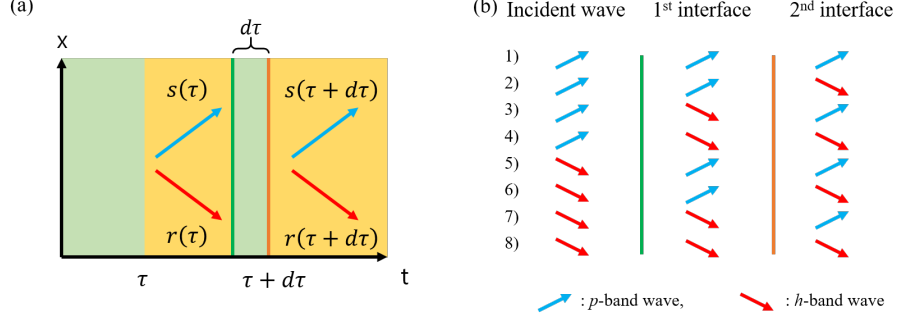 (a)
dτ
x
s(τ)
s(τ + dτ)
r(τ)
r(τ + dτ)
τ
τ + dτ
t
(b)
Incident wave 1st interface 2nd interface
1)
2)
3)
4)
5)
6)
7)
8)
: p-band wave, : h-band wave